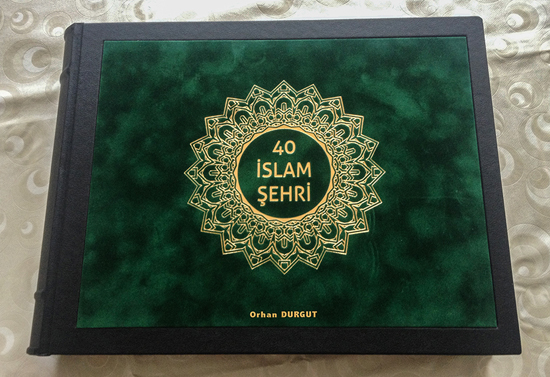 40
İSLAM
ŞEHRİ
Orhan DURGUT